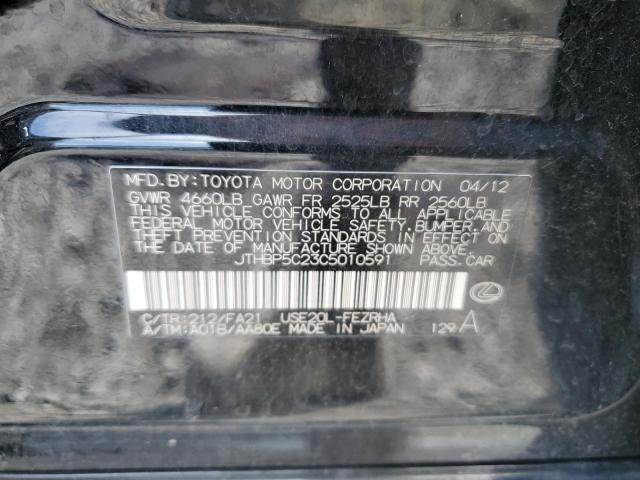 MFD. BY: TOYOTA MOTOR CORPORATION 04/12
GVWR 4660LB GAWR FR 2525LB RR 2560LB
THIS VEHICLE CONFORMS TO ALL APPLICABLE
FEDERAL MOTOR VEHICLE SAFETY, BUMPER, AND
THEFT PREVENTION STANDARDS IN EFFECT ON THE
DATE OF MANUFACTURE SHOWN ABOVE.
JTHBP5C23C5010591 PASS.CAR
C/TR:212/FA21 USE20L-FEZRHA
A/TM:A01B/AA80E MADE IN JAPAN 129 A